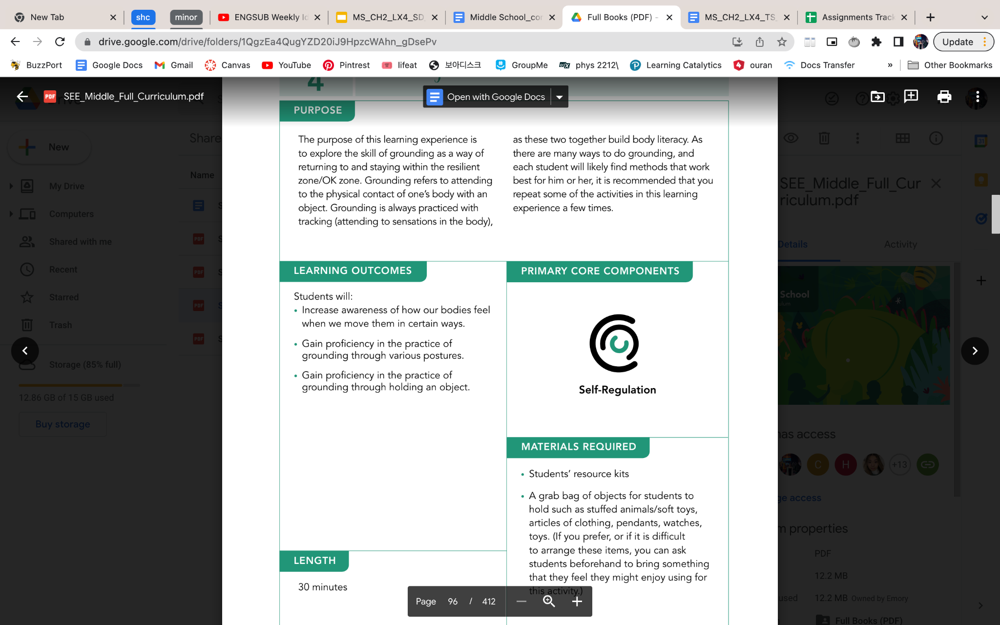 New Tab
shc
minor
ENGSUB Weekly Id
MS_CH2_LX4_SD
Middle School_cor
Full Books (PDF) -
MS_CH2_LX4_TS
Assignments Track
drive.google.com/drive/folders/1QgzEa4QugYZD20iJ9HpzcWAhn_gDsePv
Update
BuzzPort
Google Docs
Gmail
Canvas
YouTube
Pintrest
lifeat
보아디스크
GroupMe
edX
phys 2212\
Learning Catalytics
ouran
Docs Transfer
»
Other Bookmarks
PDF SEE_Middle_Full_Curriculum.pdf
Open with Google Docs
4
PURPOSE
The purpose of this learning experience is
to explore the skill of grounding as a way of
returning to and staying within the resilient
zone/OK zone. Grounding refers to attending
to the physical contact of one’s body with an
object. Grounding is always practiced with
tracking (attending to sensations in the body),
as these two together build body literacy. As
there are many ways to do grounding, and
each student will likely find methods that work
best for him or her, it is recommended that you
repeat some of the activities in this learning
experience a few times.
LEARNING OUTCOMES
Students will:
• Increase awareness of how our bodies feel
when we move them in certain ways.
• Gain proficiency in the practice of
grounding through various postures.
• Gain proficiency in the practice of
grounding through holding an object.
PRIMARY CORE COMPONENTS
Self-Regulation
MATERIALS REQUIRED
• Students’ resource kits
• A grab bag of objects for students to
hold such as stuffed animals/soft toys,
articles of clothing, pendants, watches,
toys. (If you prefer, or if it is difficult
to arrange these items, you can ask
students beforehand to bring something
that they feel they might enjoy using for
this activity.)
LENGTH
30 minutes
Page 96 / 412
New
My Drive
Computers
Shared with me
Recent
Starred
Trash
Storage (85% full)
12.86 GB of 15 GB used
Buy storage
Share
Name
PDF
PDF
PDF
PDF
31
SEE_Middle_Full_Cur
riculum.pdf
Details
Activity
School
has access
C
H
+13
ge access
m properties
PDF
12.2 MB
used
12.2 MB Owned by Emory
Full Books (PDF)